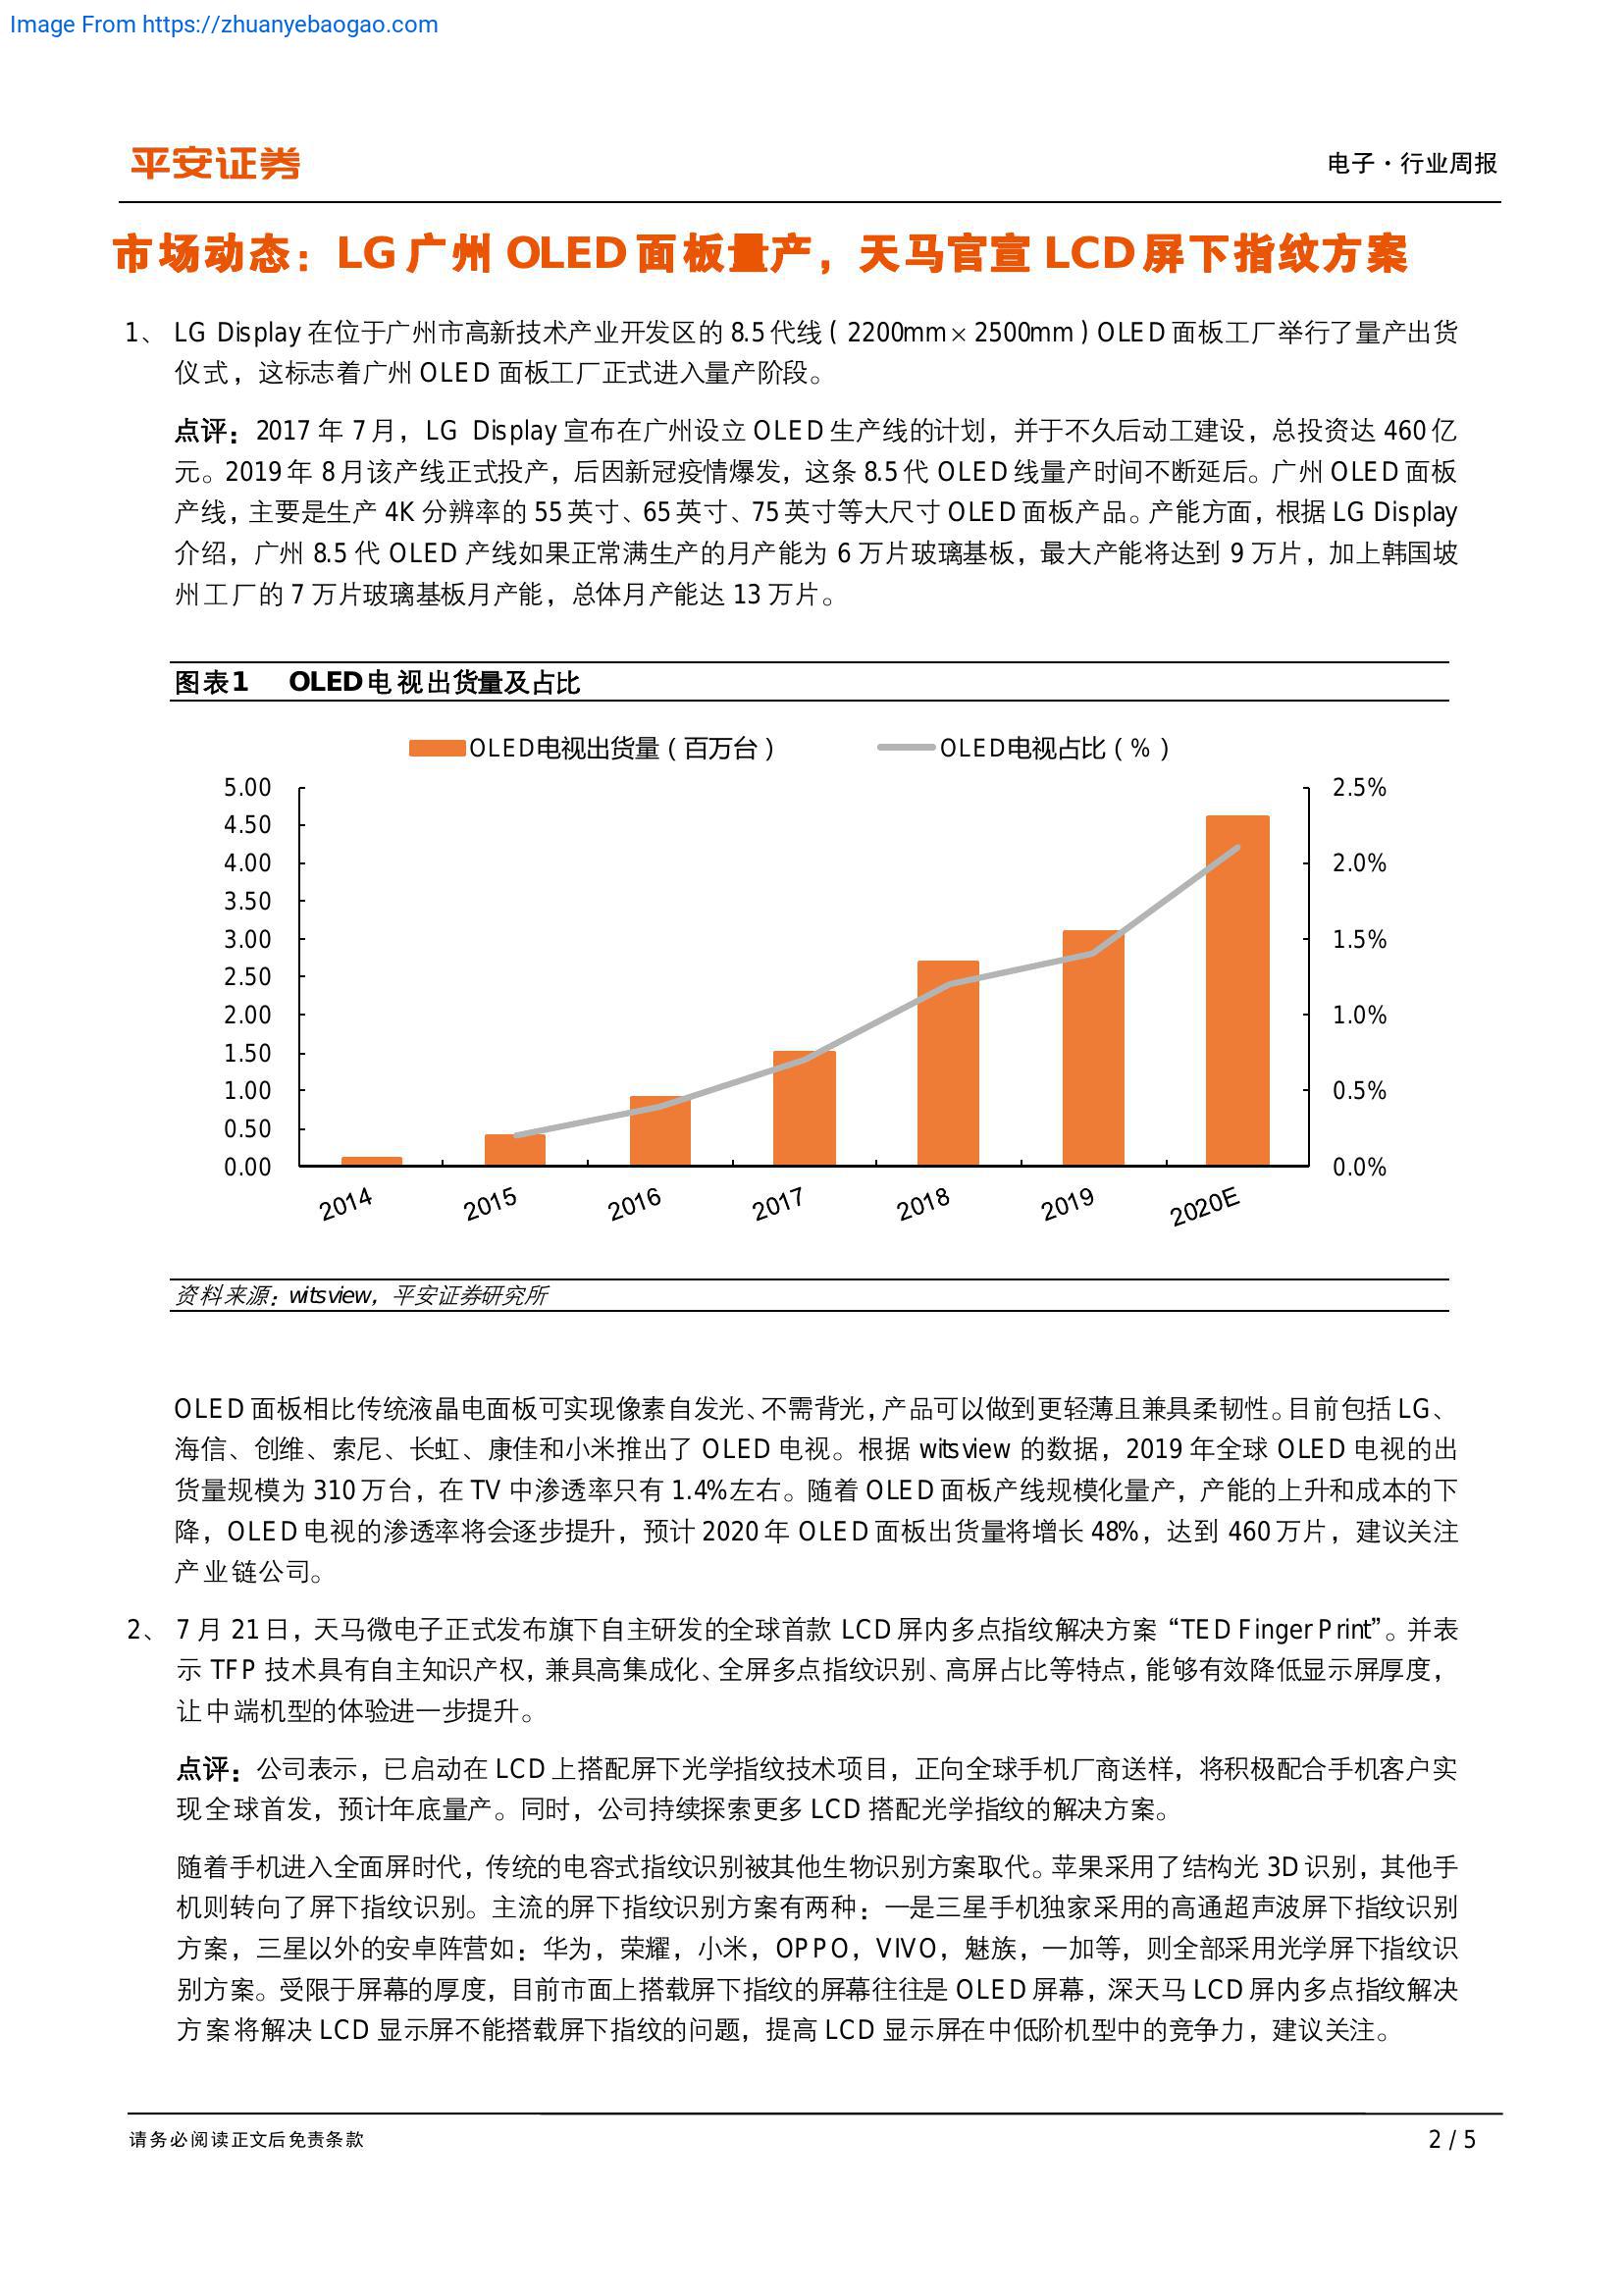 Image From https://zhuanyebaogao.com
平安证券
电子·行业周报
市场动态：LG 广州 OLED 面板量产，天马官宣 LCD 屏下指纹方案
1、 LG Display 在位于广州市高新技术产业开发区的 8.5 代线（2200mm×2500mm）OLED 面板工厂举行了量产出货
仪式，这标志着广州 OLED 面板工厂正式进入量产阶段。
点评：2017 年 7 月，LG Display 宣布在广州设立 OLED 生产线的计划，并于不久后动工建设，总投资达 460 亿
元。2019 年 8 月该产线正式投产，后因新冠疫情爆发，这条 8.5 代 OLED 线量产时间不断延后。广州 OLED 面板
产线，主要是生产 4K 分辨率的 55 英寸、65 英寸、75 英寸等大尺寸 OLED 面板产品。产能方面，根据 LG Display
介绍，广州 8.5 代 OLED 产线如果正常满生产的月产能为 6 万片玻璃基板，最大产能将达到 9 万片，加上韩国坡
州工厂的 7 万片玻璃基板月产能，总体月产能达 13 万片。
图表1 OLED电视出货量及占比
OLED电视出货量（百万台） OLED电视占比（%）
5.00 2.5%
4.50
4.00 2.0%
3.50
3.00 1.5%
2.50
2.00 1.0%
1.50
1.00 0.5%
0.50
0.00 0.0%
2014 2015 2016 2017 2018 2019 2020E
资料来源：witsview，平安证券研究所
OLED 面板相比传统液晶电面板可实现像素自发光、不需背光，产品可以做到更轻薄且兼具柔韧性。目前包括 LG、
海信、创维、索尼、长虹、康佳和小米推出了 OLED 电视。根据 witsview 的数据，2019 年全球 OLED 电视的出
货量规模为 310 万台，在 TV 中渗透率只有 1.4%左右。随着 OLED 面板产线规模化量产，产能的上升和成本的下
降，OLED 电视的渗透率将会逐步提升，预计 2020 年 OLED 面板出货量将增长 48%，达到 460 万片，建议关注
产业链公司。
2、 7 月 21 日，天马微电子正式发布旗下自主研发的全球首款 LCD 屏内多点指纹解决方案“TED Finger Print”。并表
示 TFP 技术具有自主知识产权，兼具高集成化、全屏多点指纹识别、高屏占比等特点，能够有效降低显示屏厚度，
让中端机型的体验进一步提升。
点评：公司表示，已启动在 LCD 上搭配屏下光学指纹技术项目，正向全球手机厂商送样，将积极配合手机客户实
现全球首发，预计年底量产。同时，公司持续探索更多 LCD 搭配光学指纹的解决方案。
随着手机进入全面屏时代，传统的电容式指纹识别被其他生物识别方案取代。苹果采用了结构光 3D 识别，其他手
机则转向了屏下指纹识别。主流的屏下指纹识别方案有两种：一是三星手机独家采用的高通超声波屏下指纹识别
方案，三星以外的安卓阵营如：华为，荣耀，小米，OPPO，VIVO，魅族，一加等，则全部采用光学屏下指纹识
别方案。受限于屏幕的厚度，目前市面上搭载屏下指纹的屏幕往往是 OLED 屏幕，深天马 LCD 屏内多点指纹解决
方案将解决 LCD 显示屏不能搭载屏下指纹的问题，提高 LCD 显示屏在中低阶机型中的竞争力，建议关注。
请务必阅读正文后免责条款
2 / 5